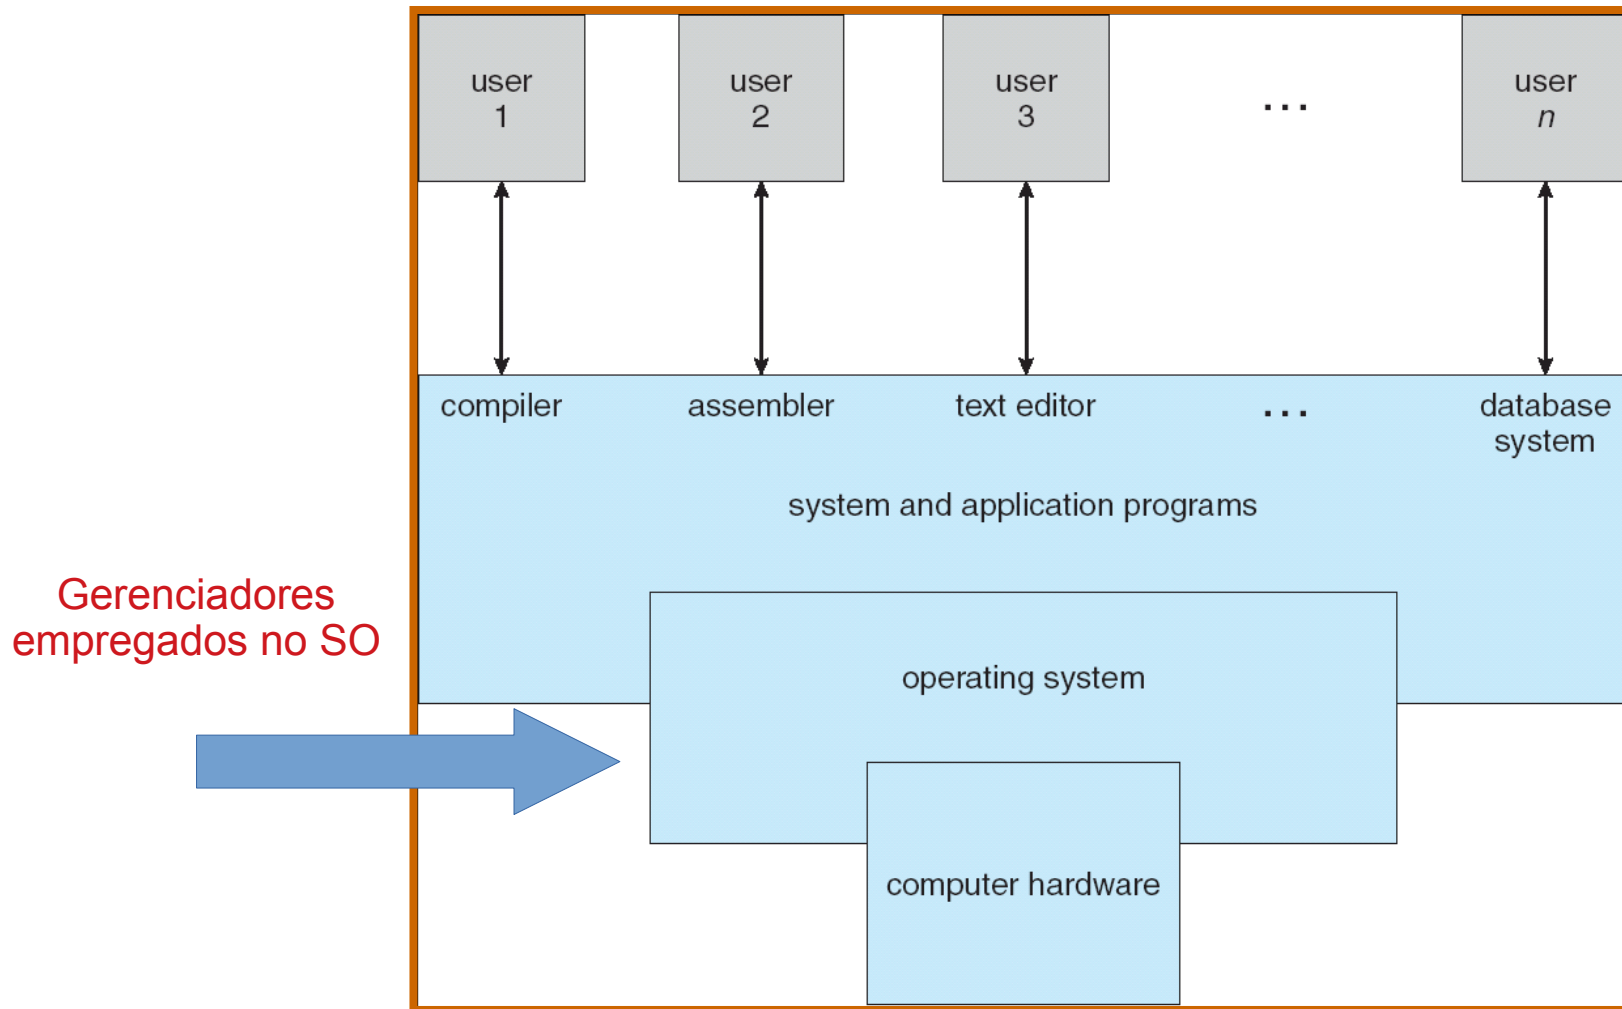 user
1
user
2
user
3
...
user
n
compiler
assembler
text editor
...
database
system
system and application programs
Gerenciadores
empregados no SO
operating system
computer hardware